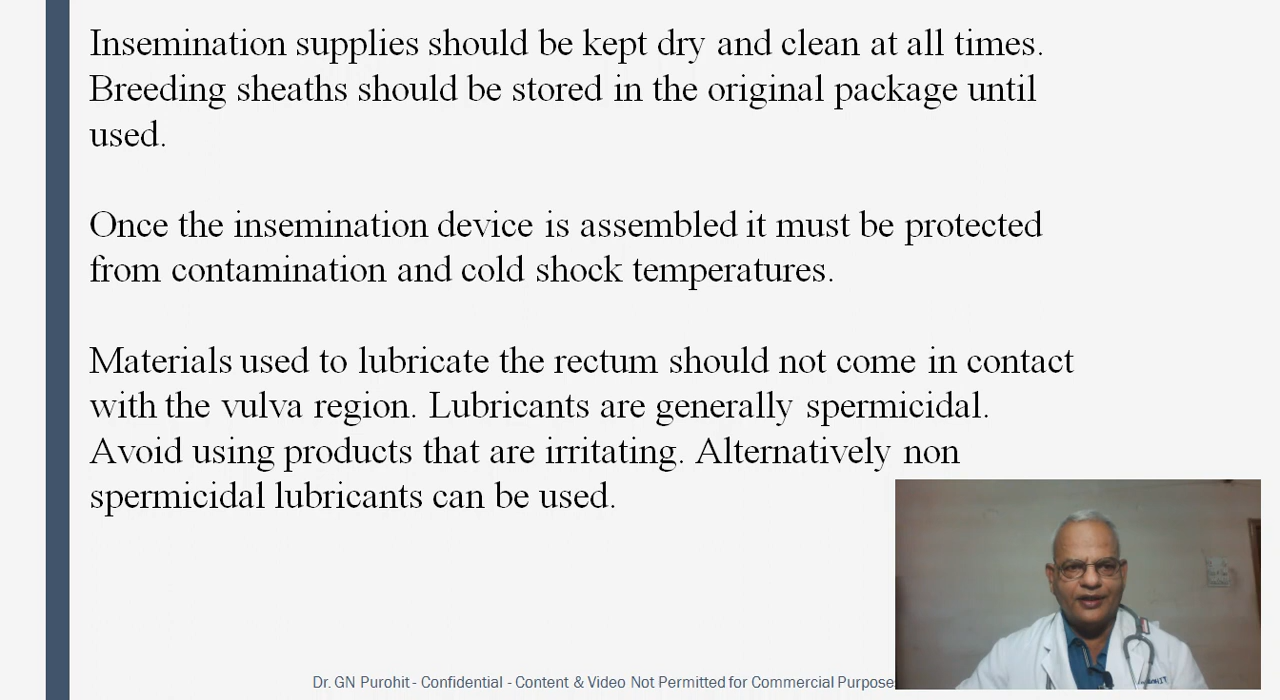 Insemination supplies should be kept dry and clean at all times.
Breeding sheaths should be stored in the original package until
used.
Once the insemination device is assembled it must be protected
from contamination and cold shock temperatures.
Materials used to lubricate the rectum should not come in contact
with the vulva region. Lubricants are generally spermicidal.
Avoid using products that are irritating. Alternatively non
spermicidal lubricants can be used.
Dr. GN Purohit - Confidential - Content & Video Not Permitted for Commercial Purpose